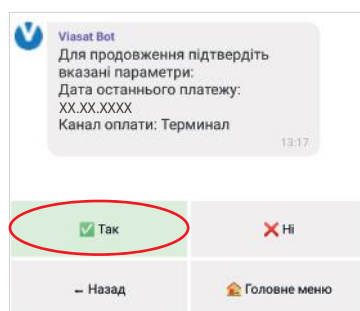 Viasat Bot
Для продовження підтвердіть
вказані параметри:
Дата останнього платежу:
XX.XX.XXXX
Канал оплати: Терминал
13:17
✅ Так
❌ Ні
← Назад
🏠 Головне меню